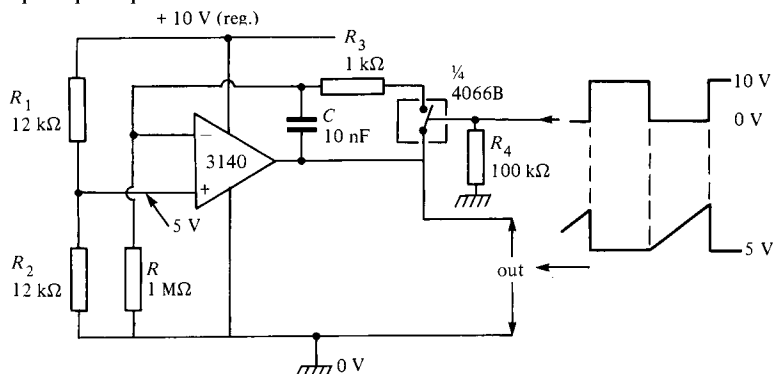 + 10 V (reg.)
R3
1 kΩ
¼
4066B
R1
12 kΩ
C
10 nF
10 V
0 V
3140
−
+
R4
100 kΩ
5 V
5 V
R2
12 kΩ
R
1 MΩ
out
0 V